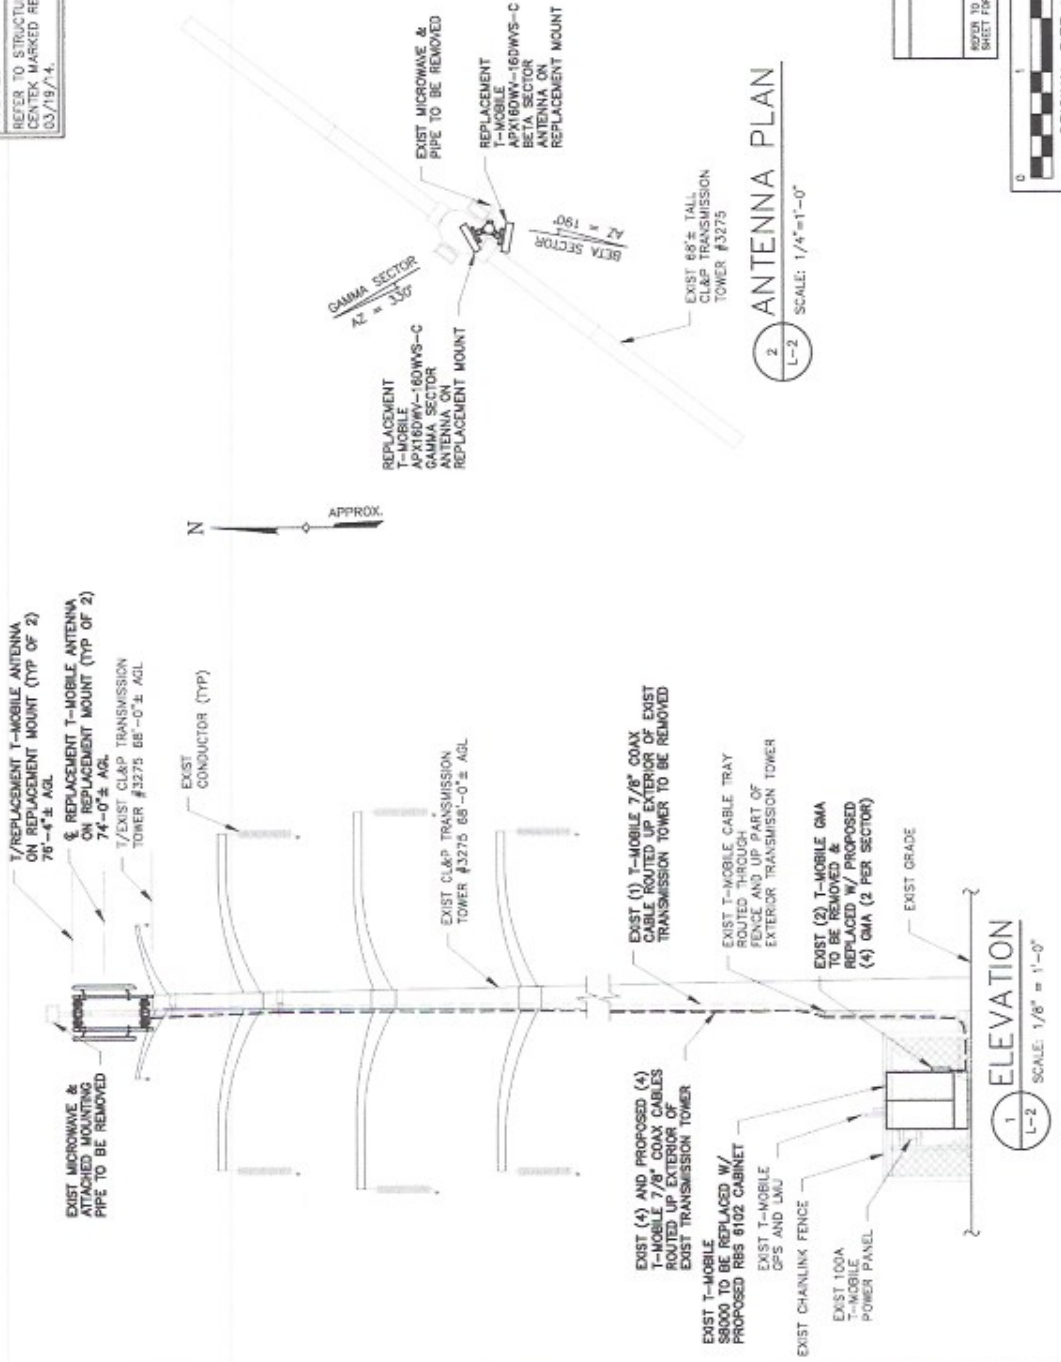 REFER TO STRUCTU
CENTEK MARKED RE
03/19/14.
T/REPLACEMENT T-MOBILE ANTENNA
ON REPLACEMENT MOUNT (TYP OF 2)
76'-4"± AGL
℄ REPLACEMENT T-MOBILE ANTENNA
ON REPLACEMENT MOUNT (TYP OF 2)
74'-0"± AGL
T/EXIST CL&P TRANSMISSION
TOWER #3275 68'-0"± AGL
EXIST
CONDUCTOR (TYP)
EXIST MICROWAVE &
ATTACHED MOUNTING
PIPE TO BE REMOVED
EXIST CL&P TRANSMISSION
TOWER #3275 68'-0"± AGL
EXIST (1) T-MOBILE 7/8" COAX
CABLE ROUTED UP EXTERIOR OF EXIST
TRANSMISSION TOWER TO BE REMOVED
EXIST T-MOBILE CABLE TRAY
ROUTED THROUGH
FENCE AND UP PART OF
EXTERIOR TRANSMISSION TOWER
EXIST (2) T-MOBILE GMA
TO BE REMOVED &
REPLACED W/ PROPOSED
(4) GMA (2 PER SECTOR)
EXIST GRADE
EXIST (4) AND PROPOSED (4)
T-MOBILE 7/8" COAX CABLES
ROUTED UP EXTERIOR OF
EXIST TRANSMISSION TOWER
EXIST T-MOBILE
S8000 TO BE REPLACED W/
PROPOSED RBS 6102 CABINET
EXIST T-MOBILE
GPS AND LMU
EXIST CHAINLINK FENCE
EXIST 100A
T-MOBILE
POWER PANEL
1
L-2
ELEVATION
SCALE: 1/8" = 1'-0"
N
APPROX.
EXIST MICROWAVE &
PIPE TO BE REMOVED
REPLACEMENT
T-MOBILE
APX16DWV-16DWVS-C
BETA SECTOR
ANTENNA ON
REPLACEMENT MOUNT
GAMMA SECTOR
AZ = 330°
BETA SECTOR
AZ = 190°
REPLACEMENT
T-MOBILE
APX16DWV-16DWVS-C
GAMMA SECTOR
ANTENNA ON
REPLACEMENT MOUNT
EXIST 68'± TALL
CL&P TRANSMISSION
TOWER #3275
2
L-2
ANTENNA PLAN
SCALE: 1/4"=1'-0"
REFER TO
SHEET FOR
0
1